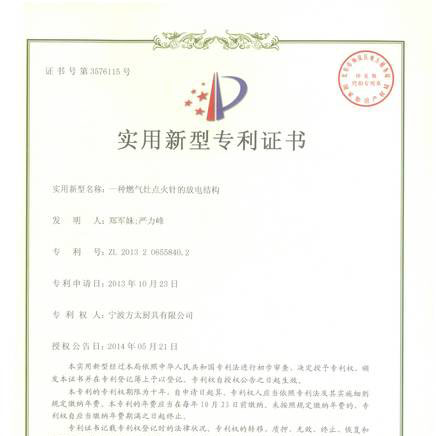 证书号第3576115号
实用新型专利证书
实用新型名称：一种燃气灶点火针的放电结构
发明人：郑军妹;严力峰
专利号：ZL 2013 2 0655840.2
专利申请日：2013年10月23日
专利权人：宁波方太厨具有限公司
授权公告日：2014年05月21日
本实用新型经过本局依照中华人民共和国专利法进行初步审查，决定授予专利权，颁
发本证书并在专利登记簿上予以登记。专利权自授权公告之日起生效。
本专利的专利权期限为十年，自申请日起算。专利权人应当依照专利法及其实施细则
规定缴纳年费。本专利的年费应当在每年10月23日前缴纳。未按照规定缴纳年费的，专
利权自应当缴纳年费期满之日起终止。
专利证书记载专利权登记时的法律状况。专利权的转移、质押、无效、终止、恢复和